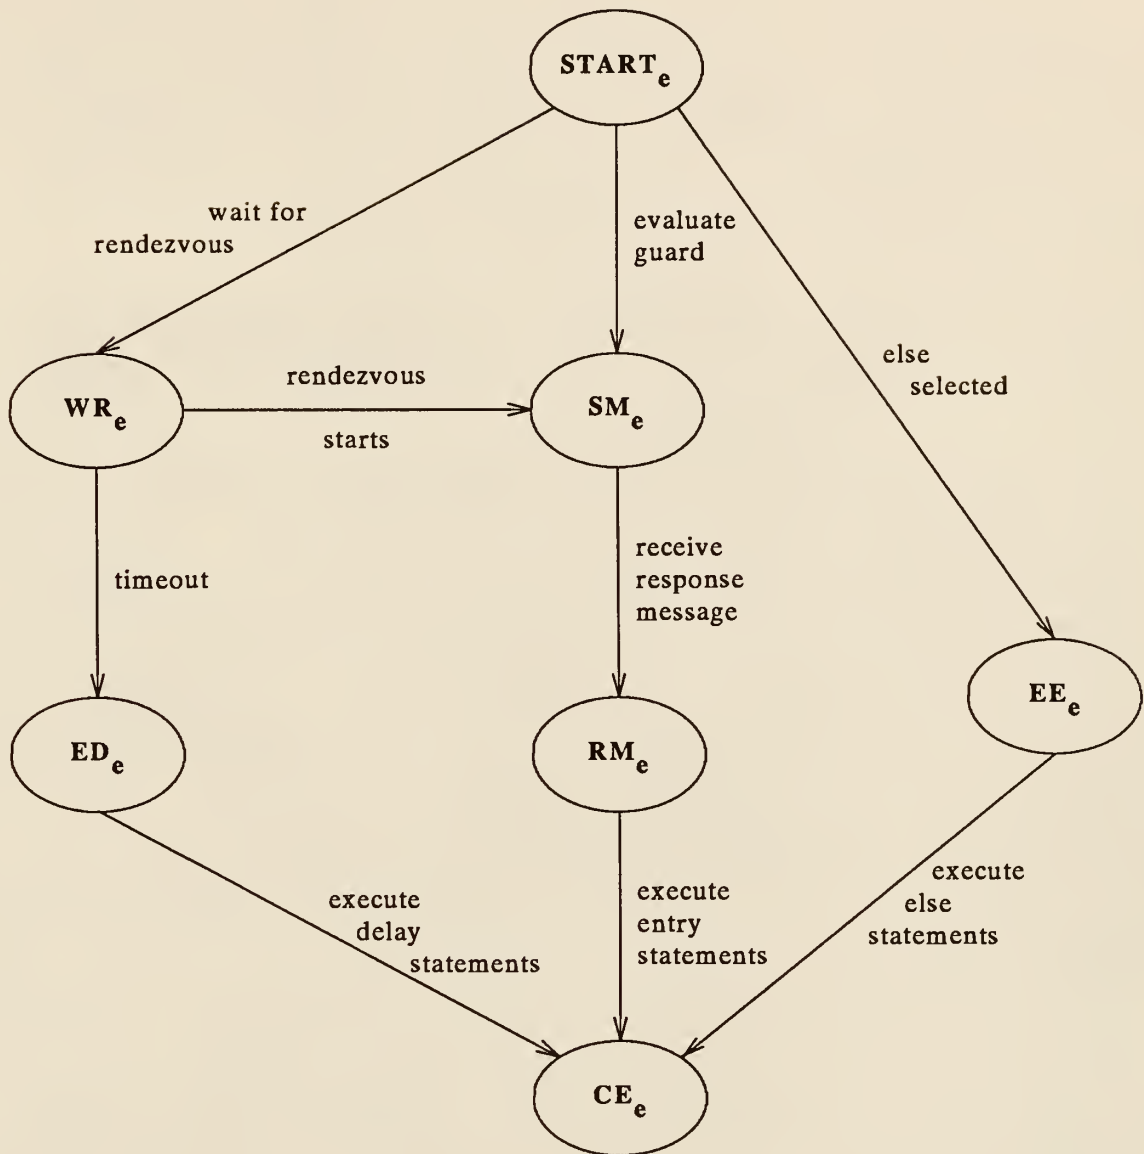 START_e
wait for
rendezvous
evaluate
guard
else
selected
WR_e
rendezvous
starts
SM_e
timeout
receive
response
message
EE_e
ED_e
RM_e
execute
delay
statements
execute
entry
statements
execute
else
statements
CE_e